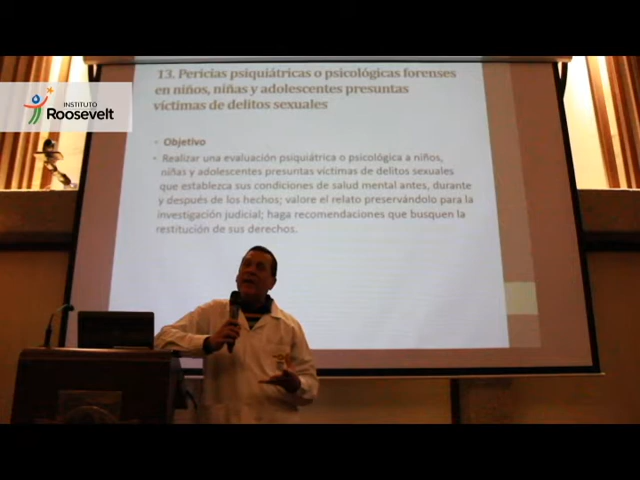 INSTITUTO
Roosevelt
13. Pericias psiquiátricas o psicológicas forenses
en niños, niñas y adolescentes presuntas
víctimas de delitos sexuales
• Objetivo
• Realizar una evaluación psiquiátrica o psicológica a niños,
niñas y adolescentes presuntas víctimas de delitos sexuales
que establezca sus condiciones de salud mental antes, durante
y después de los hechos; valore el relato preservándolo para la
investigación judicial; haga recomendaciones que busquen la
restitución de sus derechos.